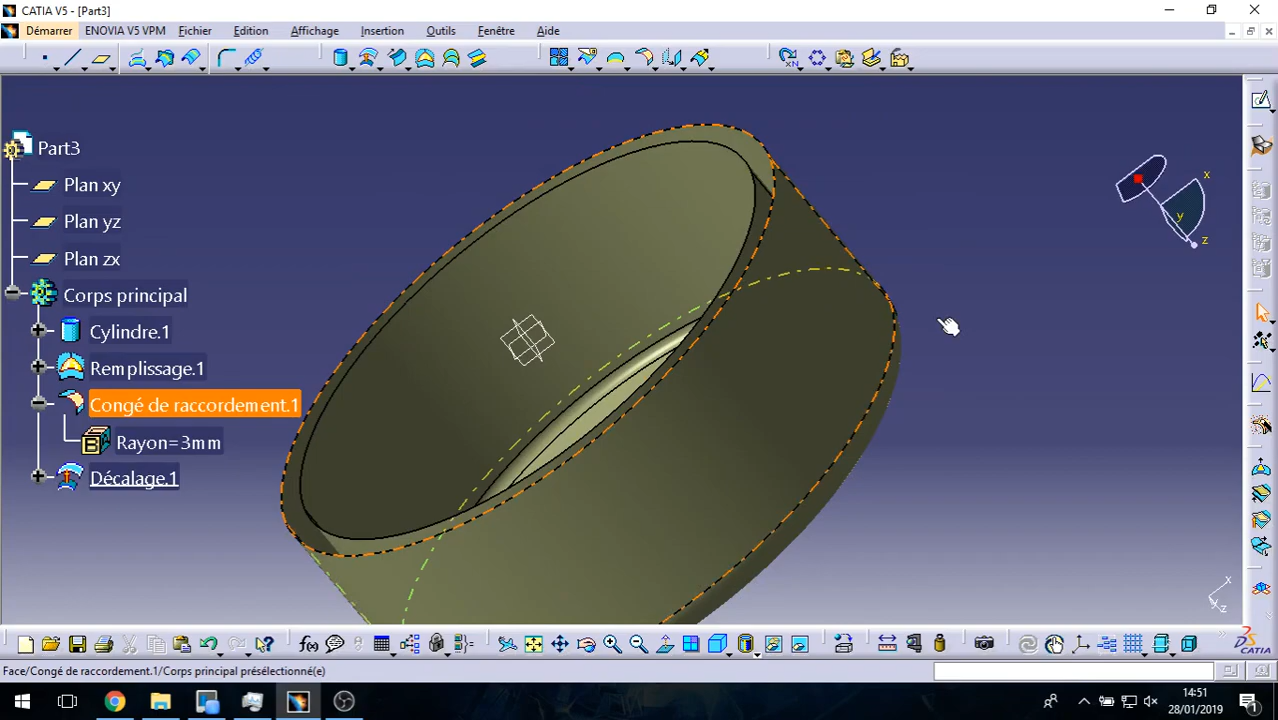 CATIA V5 - [Part3]
Démarrer ENOVIA V5 VPM Fichier Edition Affichage Insertion Outils Fenêtre Aide
Part3
Plan xy
Plan yz
Plan zx
Corps principal
Cylindre.1
Remplissage.1
Congé de raccordement.1
Rayon=3mm
Décalage.1
x
y
z
x
y
z
f(x)
CATIA
Face/Congé de raccordement.1/Corps principal présélectionné(e)
14:51
28/01/2019
1